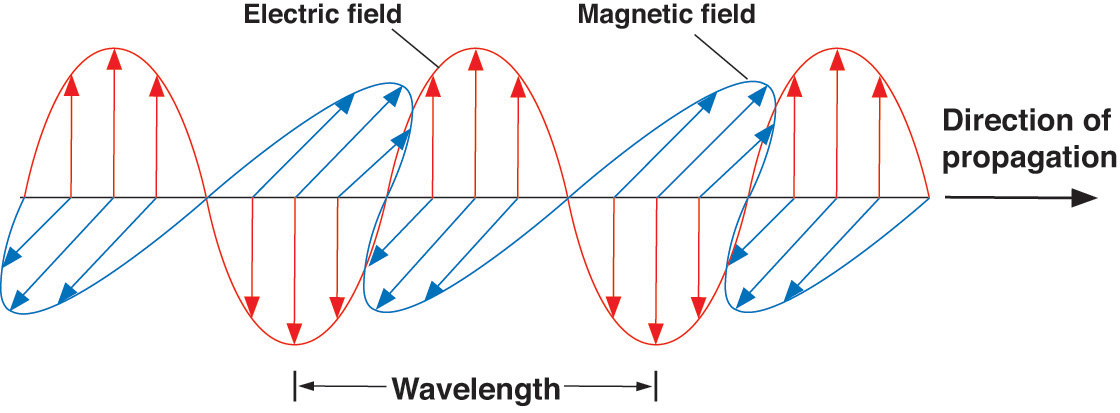 Electric field
Magnetic field
Direction of
propagation
Wavelength